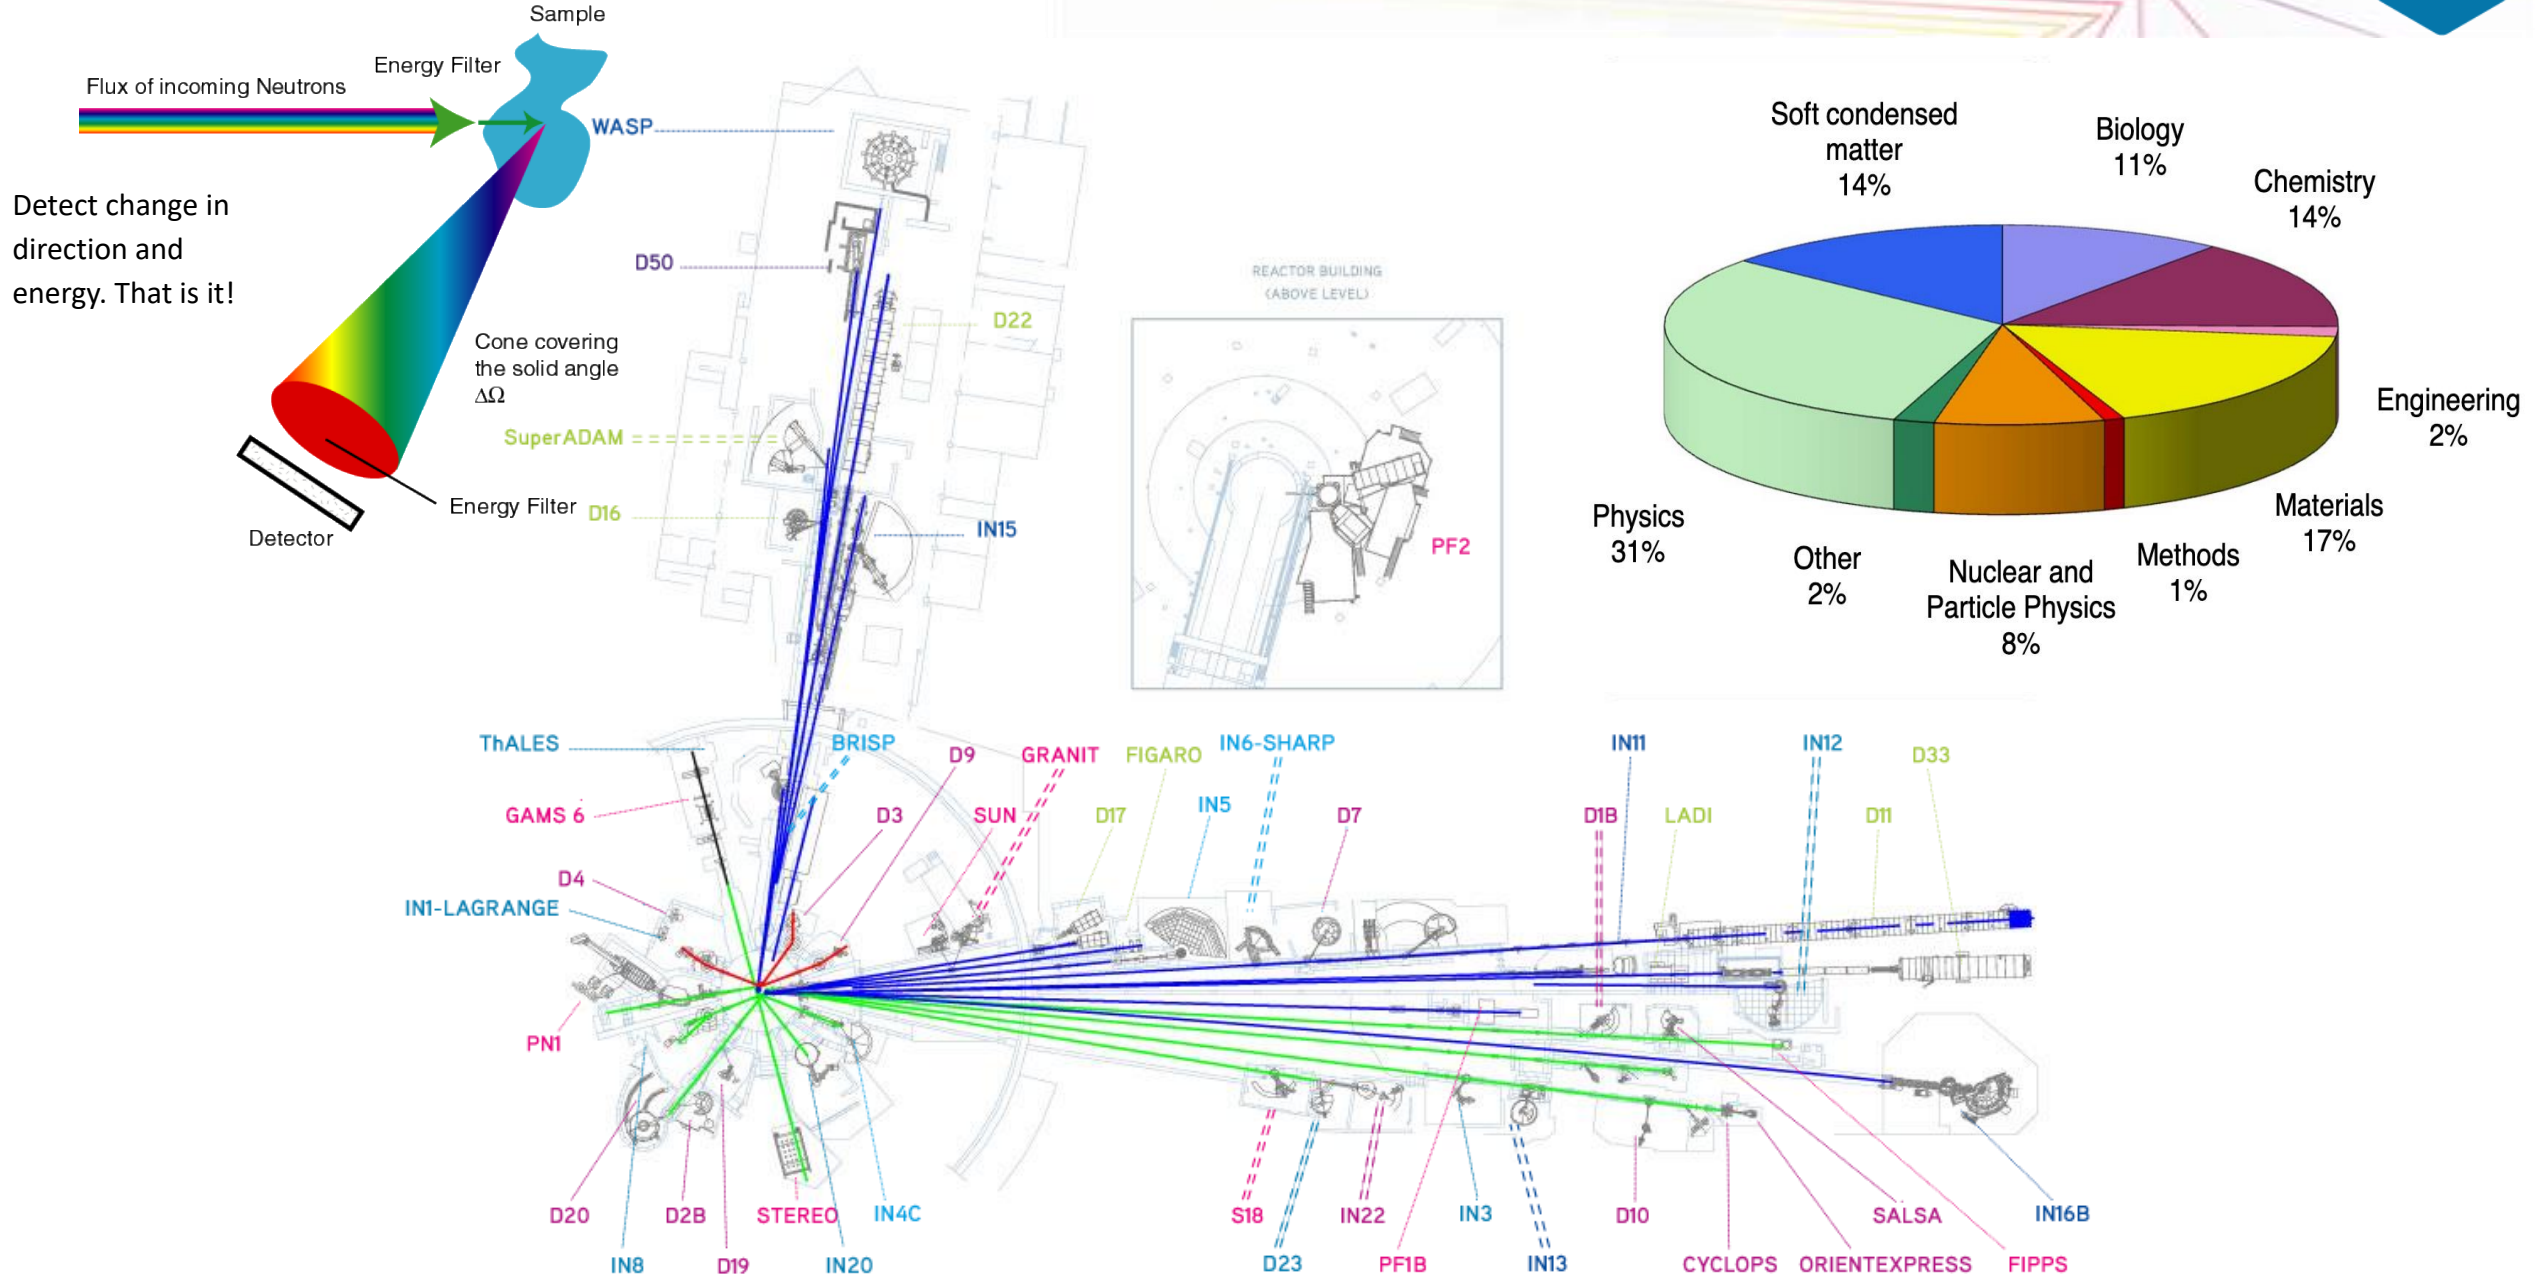 Sample
Energy Filter
Flux of incoming Neutrons
Detect change in
direction and
energy. That is it!
Cone covering
the solid angle
ΔΩ
Energy Filter
Detector
WASP
D50
D22
SuperADAM
D16
IN15
REACTOR BUILDING
(ABOVE LEVEL)
PF2
Soft condensed
matter
14%
Biology
11%
Chemistry
14%
Engineering
2%
Materials
17%
Methods
1%
Nuclear and
Particle Physics
8%
Other
2%
Physics
31%
ThALES
BRISP
D9
GRANIT
FIGARO
IN6-SHARP
IN11
IN12
D33
GAMS 6
D3
SUN
D17
IN5
D7
D1B
LADI
D11
D4
IN1-LAGRANGE
PN1
D20
D2B
STEREO
IN4C
S18
IN22
IN3
D10
SALSA
IN16B
IN8
D19
IN20
D23
PF1B
IN13
CYCLOPS
ORIENTEXPRESS
FIPPS